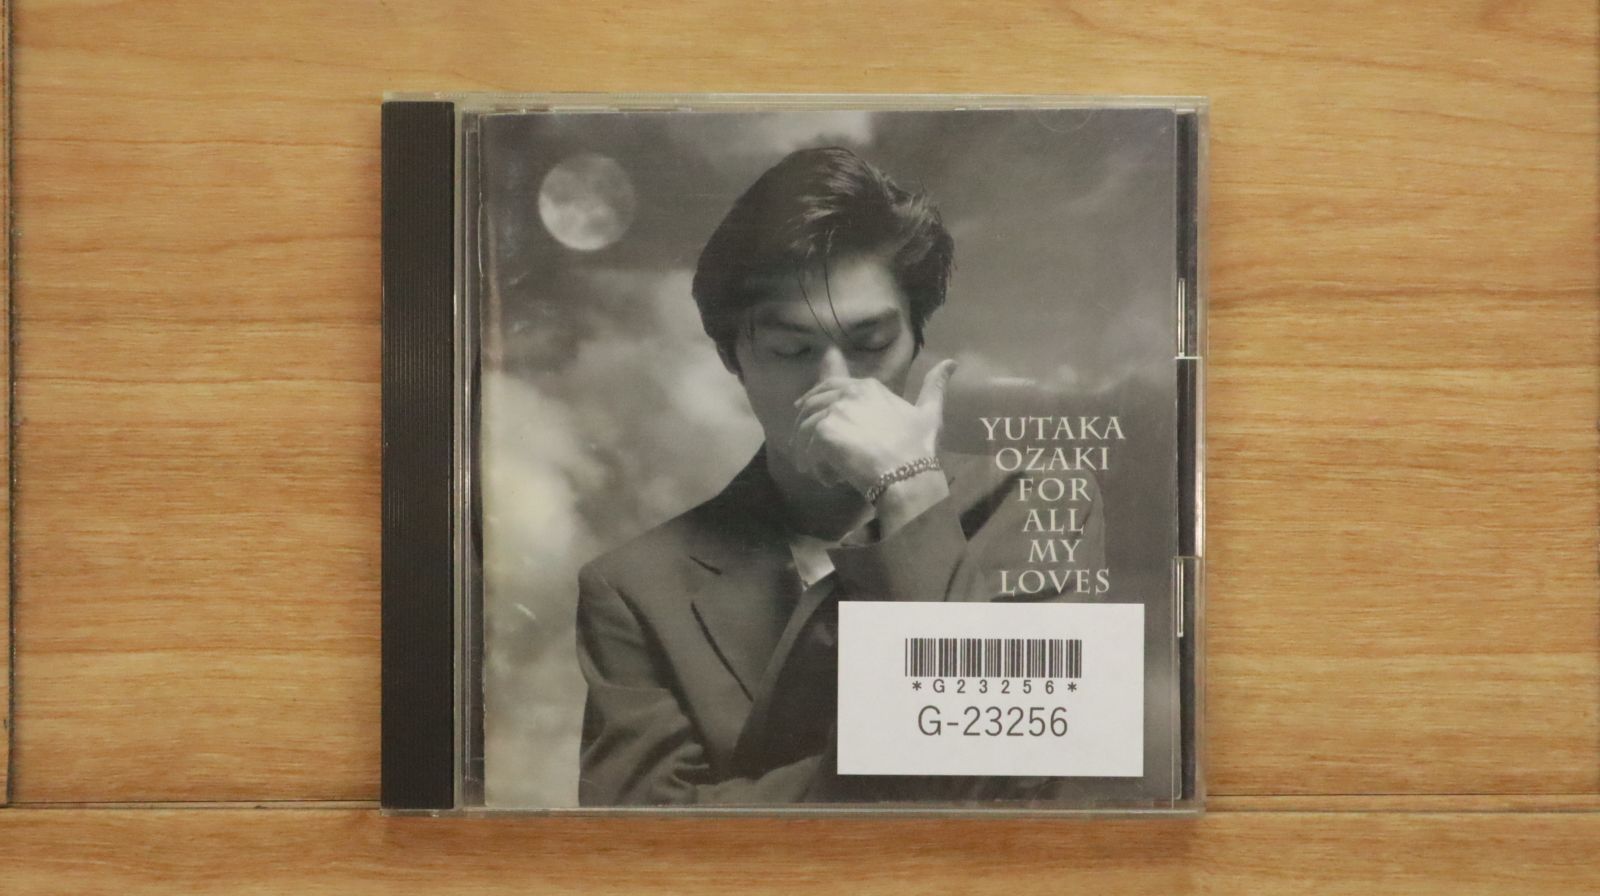 YUTAKA
OZAKI
FOR
ALL
MY
LOVES
*G23256*
G-23256